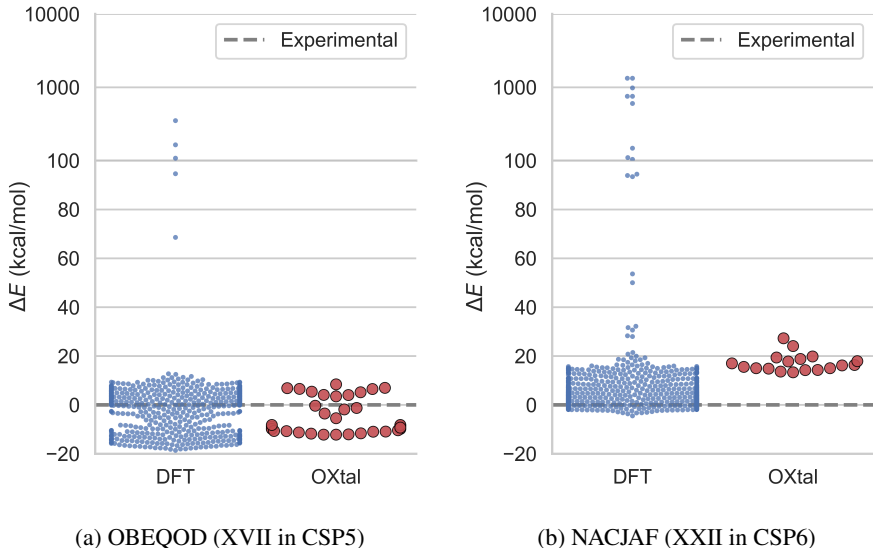 10000
Experimental
1000
100
80
60
40
20
0
−20
ΔE (kcal/mol)
DFT
OXtal
(a) OBEQOD (XVII in CSP5)
10000
Experimental
1000
100
80
60
40
20
0
−20
ΔE (kcal/mol)
DFT
OXtal
(b) NACJAF (XXII in CSP6)